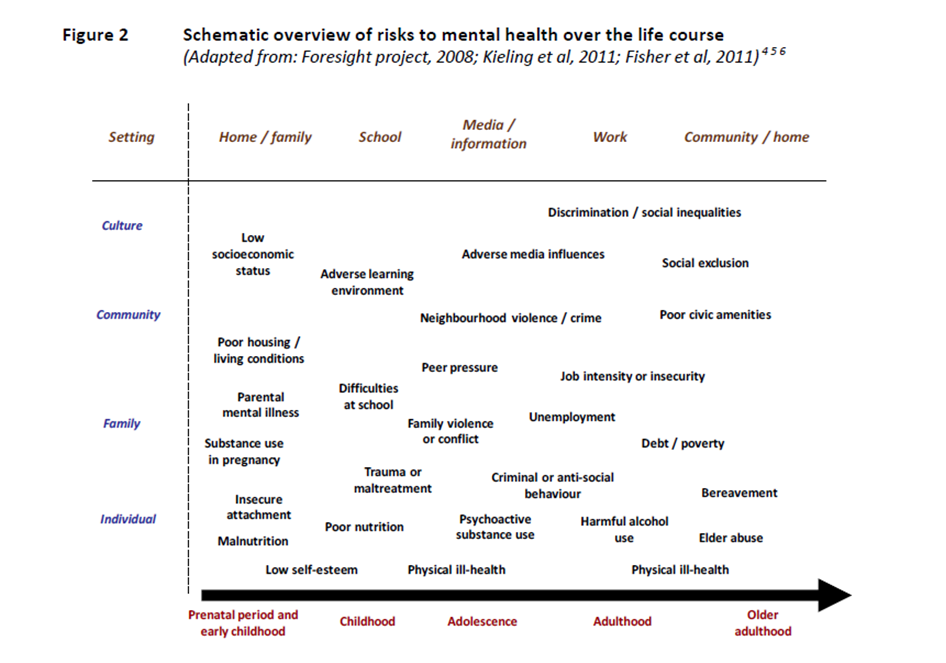 Figure 2 Schematic overview of risks to mental health over the life course
(Adapted from: Foresight project, 2008; Kieling et al, 2011; Fisher et al, 2011) 4 5 6
Setting
Home / family
School
Media /
information
Work
Community / home
Culture
Discrimination / social inequalities
Low
socioeconomic
status
Adverse media influences
Social exclusion
Adverse learning
environment
Community
Neighbourhood violence / crime
Poor civic amenities
Poor housing /
living conditions
Peer pressure
Job intensity or insecurity
Difficulties
at school
Parental
mental illness
Family
Family violence
or conflict
Unemployment
Substance use
in pregnancy
Debt / poverty
Trauma or
maltreatment
Criminal or anti-social
behaviour
Bereavement
Individual
Insecure
attachment
Poor nutrition
Psychoactive
substance use
Harmful alcohol
use
Elder abuse
Malnutrition
Low self-esteem
Physical ill-health
Physical ill-health
Prenatal period and
early childhood
Childhood
Adolescence
Adulthood
Older
adulthood